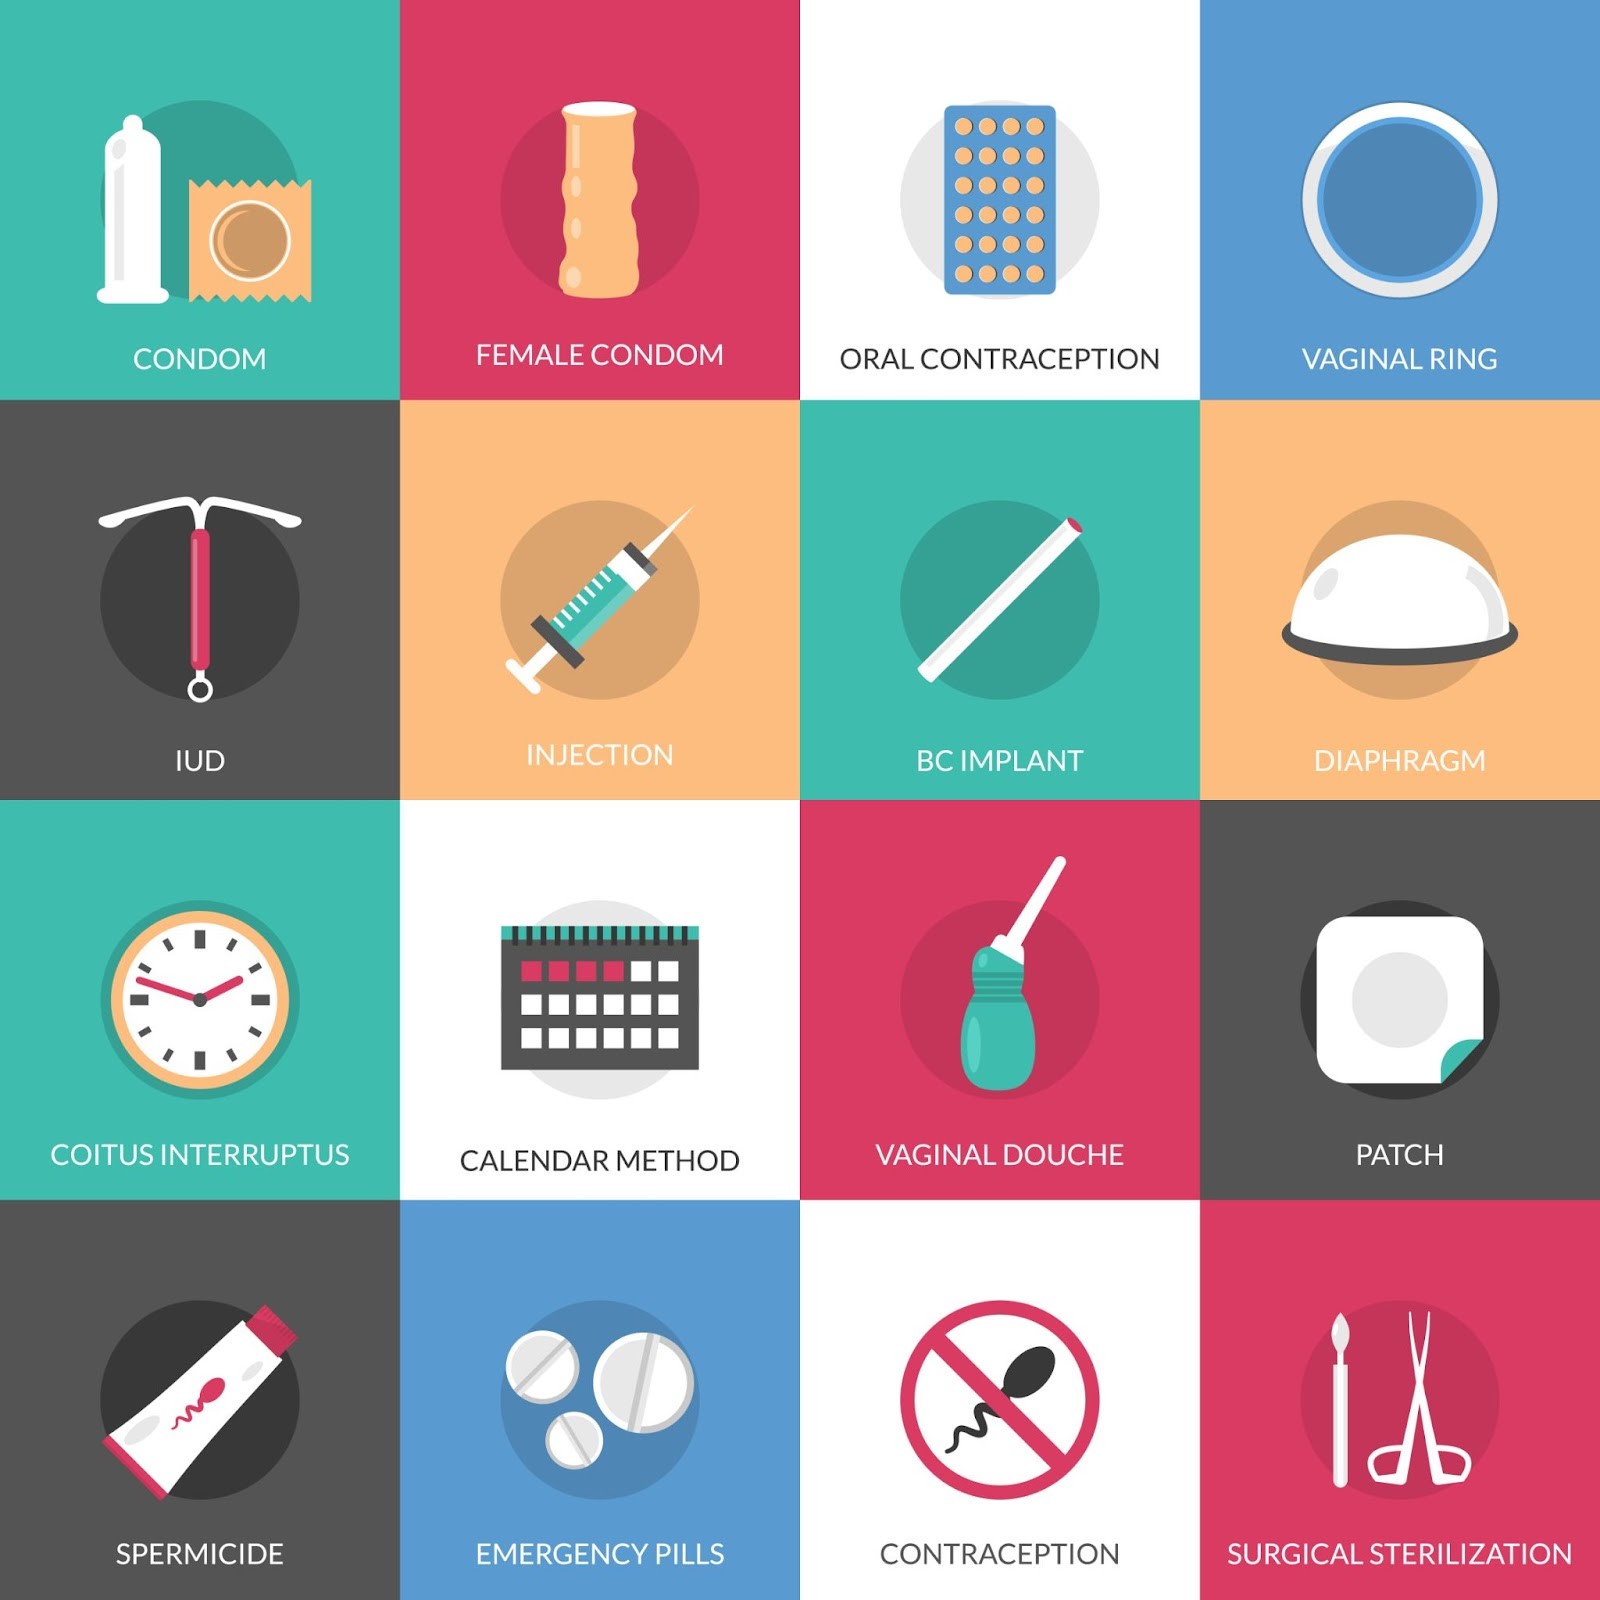 CONDOM
FEMALE CONDOM
ORAL CONTRACEPTION
VAGINAL RING
IUD
INJECTION
BC IMPLANT
DIAPHRAGM
COITUS INTERRUPTUS
CALENDAR METHOD
VAGINAL DOUCHE
PATCH
SPERMICIDE
EMERGENCY PILLS
CONTRACEPTION
SURGICAL STERILIZATION